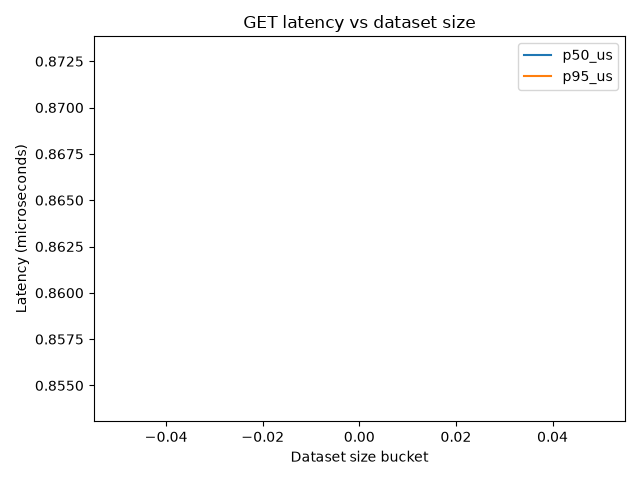 GET latency vs dataset size
p50_us
p95_us
0.8725
0.8700
0.8675
0.8650
0.8625
0.8600
0.8575
0.8550
Latency (microseconds)
−0.04 −0.02 0.00 0.02 0.04
Dataset size bucket